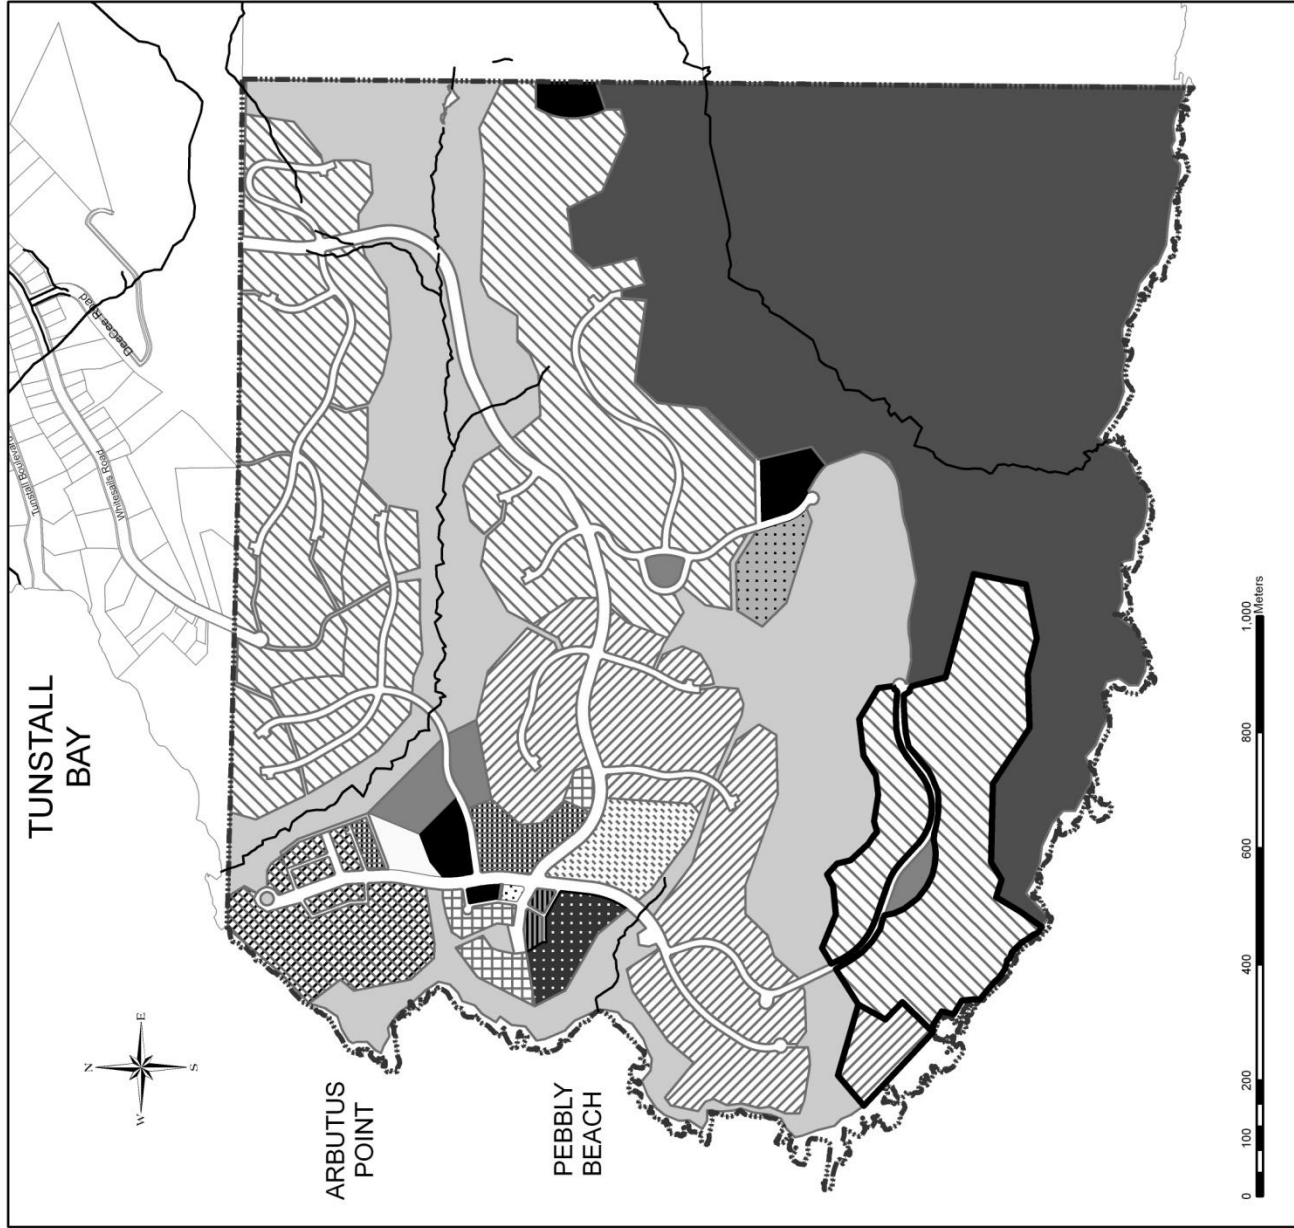 TUNSTALL
BAY
Tunstall Boulevard
Whitesails Road
DeeCee Road
N
W
E
S
ARBUTUS
POINT
PEBBLY
BEACH
0 100 200 400 600 800 1,000
Meters